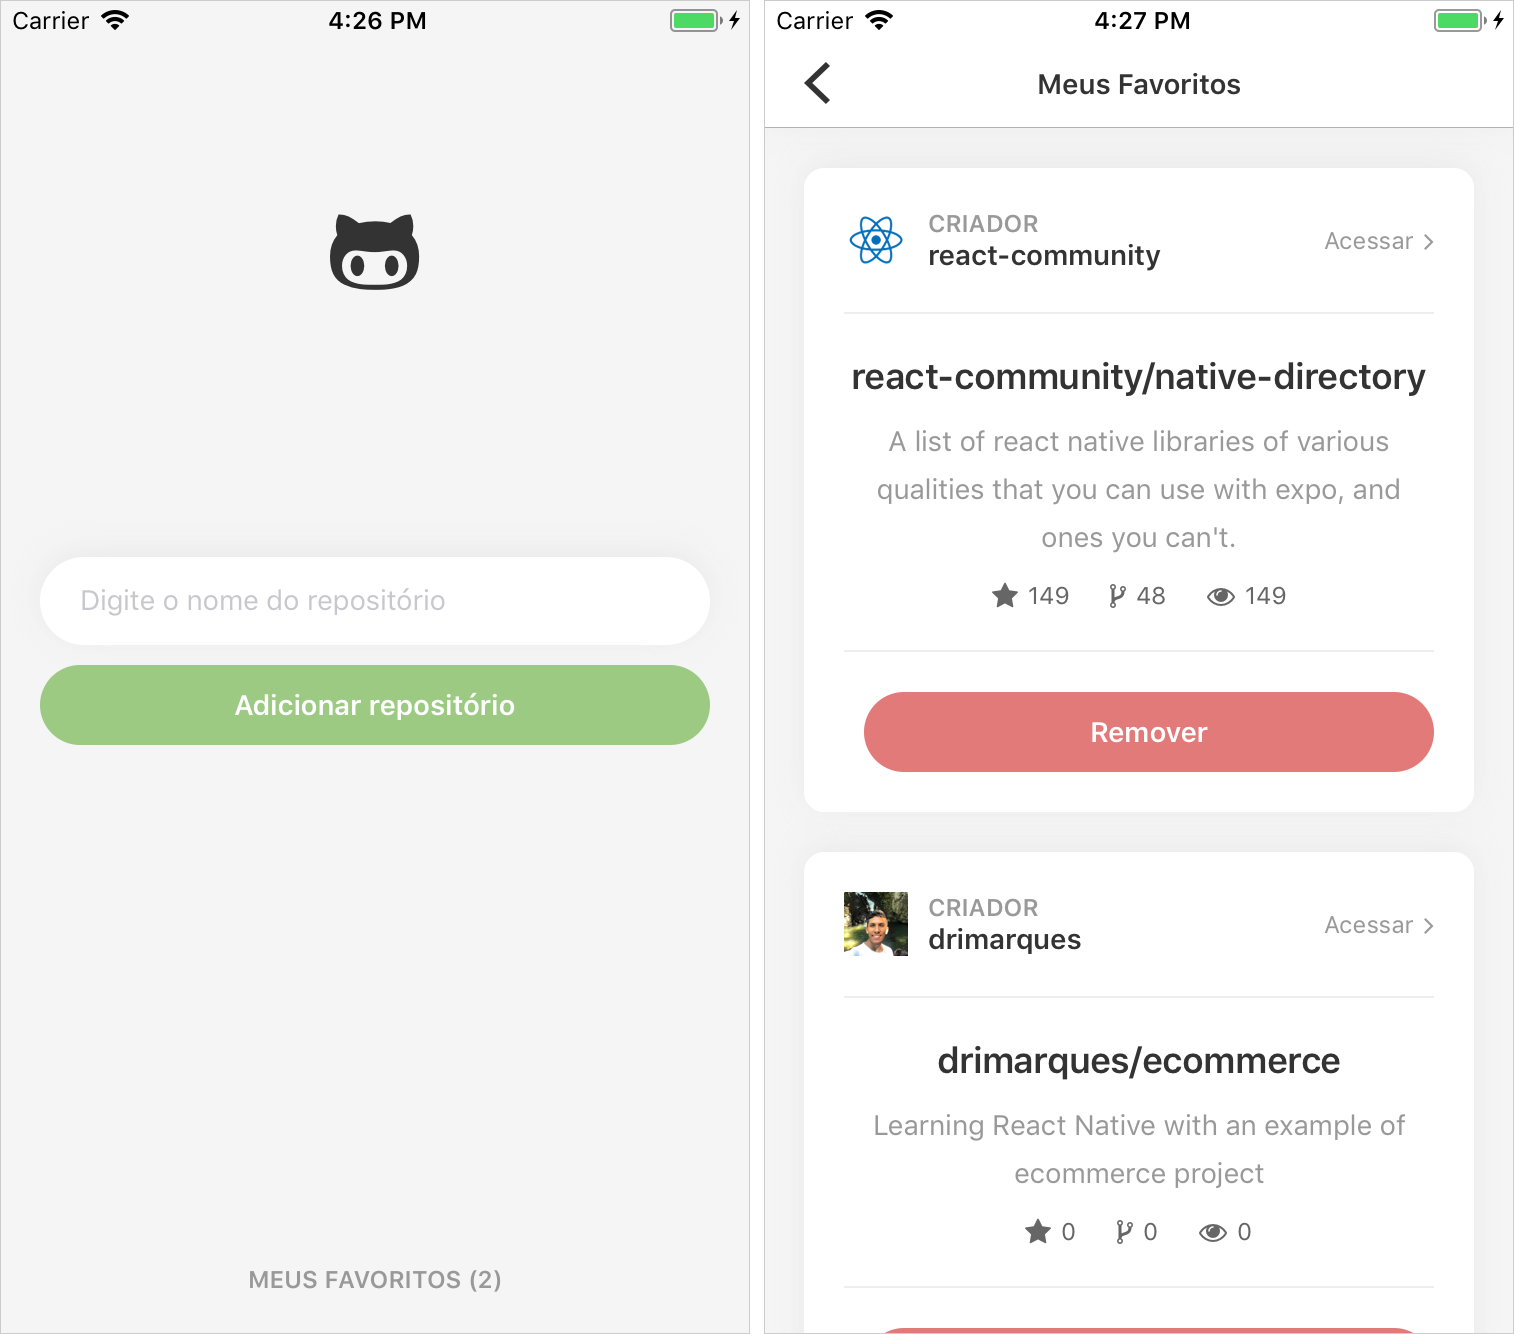 Carrier
4:26 PM
Digite o nome do repositório
Adicionar repositório
MEUS FAVORITOS (2)
Carrier
4:27 PM
Meus Favoritos
CRIADOR
react-community
Acessar
react-community/native-directory
A list of react native libraries of various
qualities that you can use with expo, and
ones you can't.
149 48 149
Remover
CRIADOR
drimarques
Acessar
drimarques/ecommerce
Learning React Native with an example of
ecommerce project
0 0 0